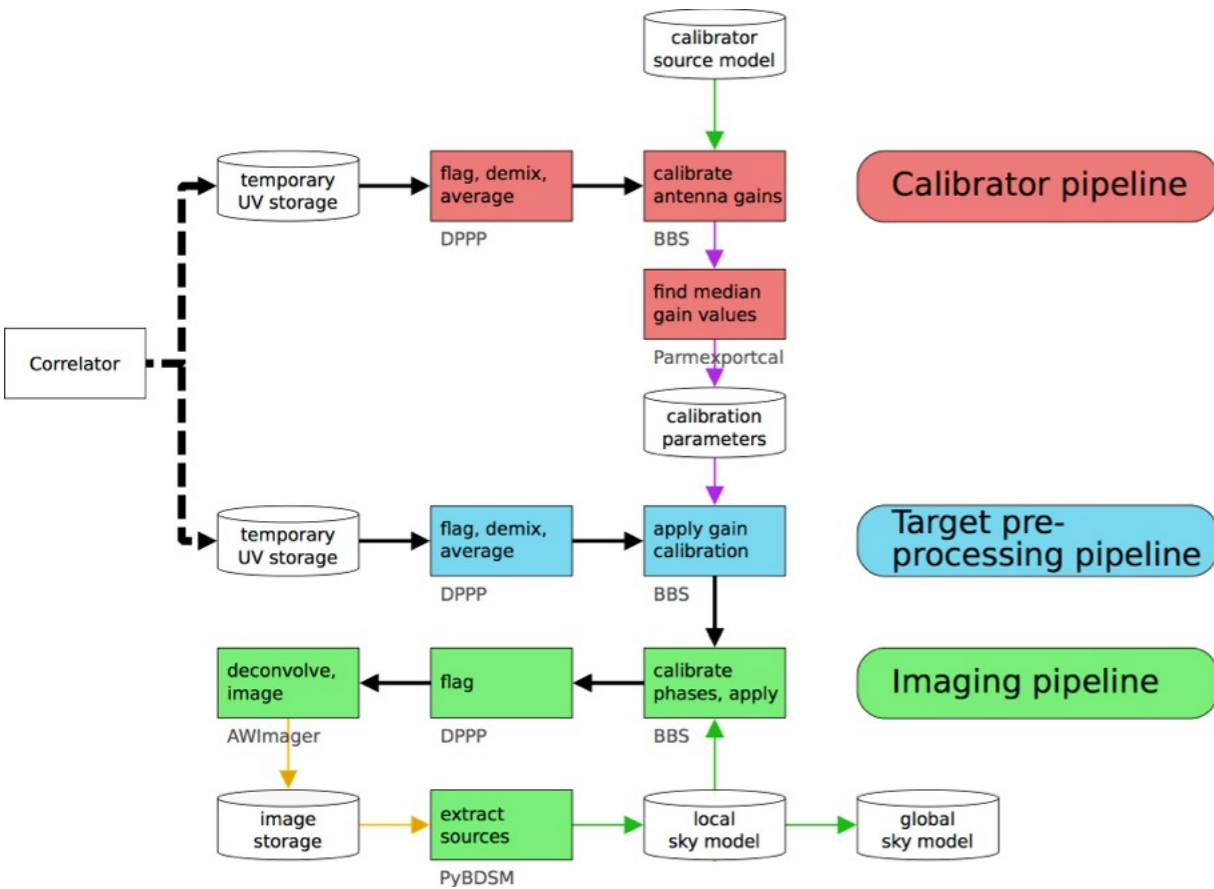 calibrator
source model
temporary
UV storage
flag, demix,
average
calibrate
antenna gains
Calibrator pipeline
DPPP
BBS
find median
gain values
Correlator
Parmexportcal
calibration
parameters
temporary
UV storage
flag, demix,
average
apply gain
calibration
Target pre-
processing pipeline
DPPP
BBS
deconvolve,
image
flag
calibrate
phases, apply
Imaging pipeline
AWImager
DPPP
BBS
image
storage
extract
sources
local
sky model
global
sky model
PyBDSM